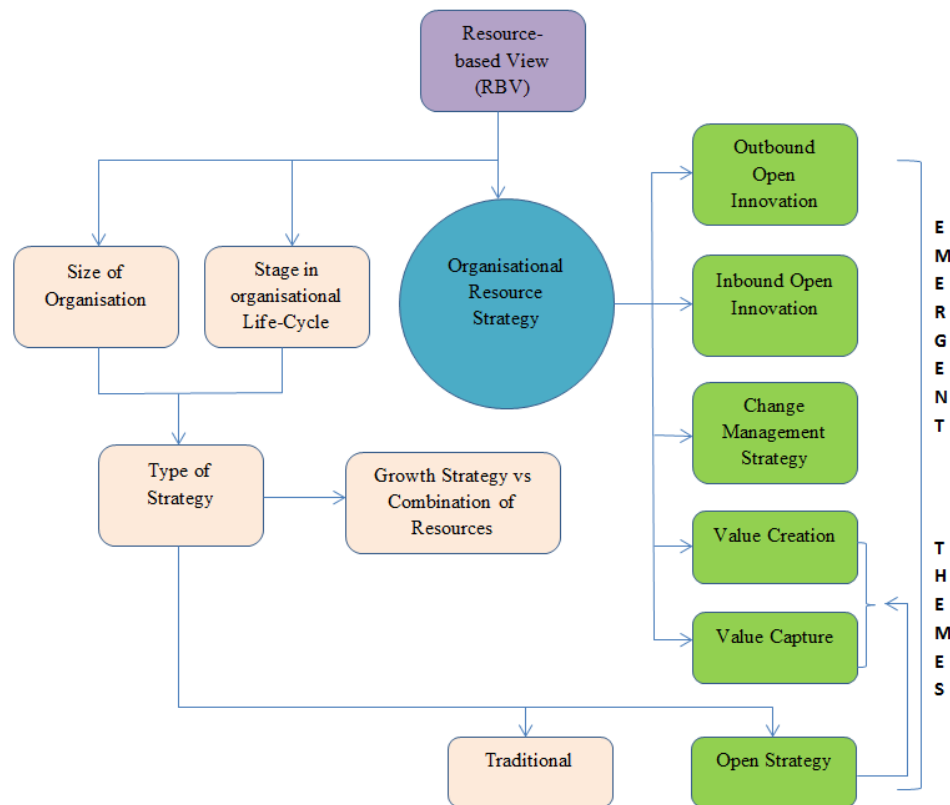 Resource-
based View
(RBV)
Outbound
Open
Innovation
Size of
Organisation
Stage in
organisational
Life-Cycle
Organisational
Resource
Strategy
Inbound Open
Innovation
Change
Management
Strategy
Type of
Strategy
Growth Strategy vs
Combination of
Resources
Value Creation
Value Capture
Traditional
Open Strategy
E
M
E
R
G
E
N
T
T
H
E
M
E
S